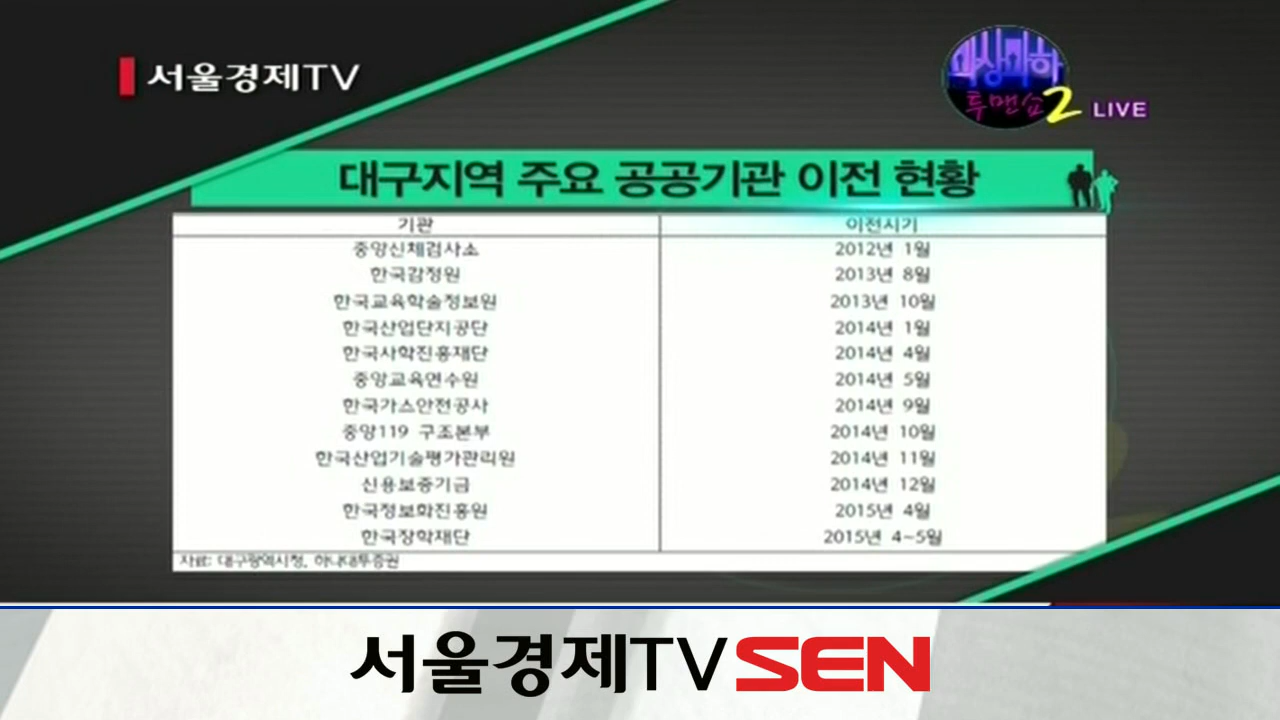 서울경제TV
투맨쇼2 LIVE
대구지역 주요 공공기관 이전 현황
기관 이전시기
중앙신체검사소 2012년 1월
한국감정원 2013년 8월
한국교육학술정보원 2013년 10월
한국산업단지공단 2014년 1월
한국사학진흥재단 2014년 4월
중앙교육연수원 2014년 5월
한국가스안전공사 2014년 9월
중앙119 구조본부 2014년 10월
한국산업기술평가관리원 2014년 11월
신용보증기금 2014년 12월
한국정보화진흥원 2015년 4월
한국장학재단 2015년 4~5월
자료: 대구광역시청, 하나대투증권
서울경제TV SEN